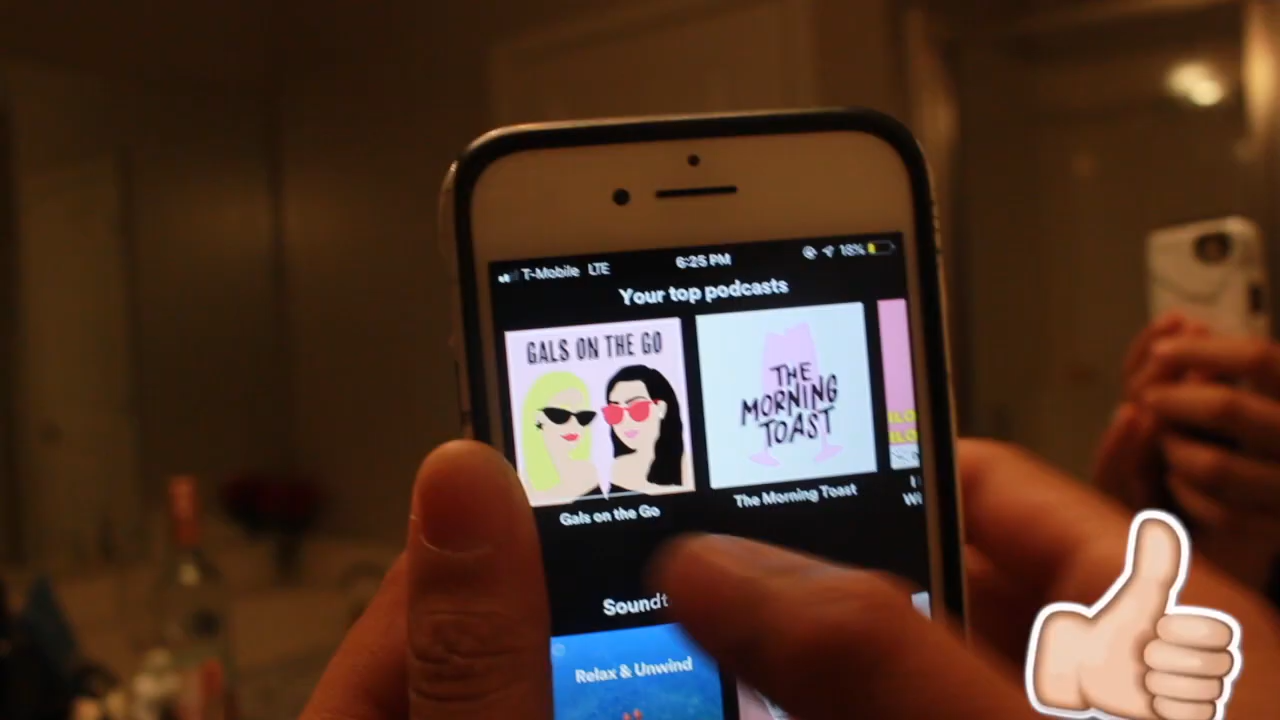 T-Mobile LTE 6:25 PM 18%
Your top podcasts
GALS ON THE GO
THE
MORNING
TOAST
Gals on the Go
The Morning Toast
Soundt
Relax & Unwind